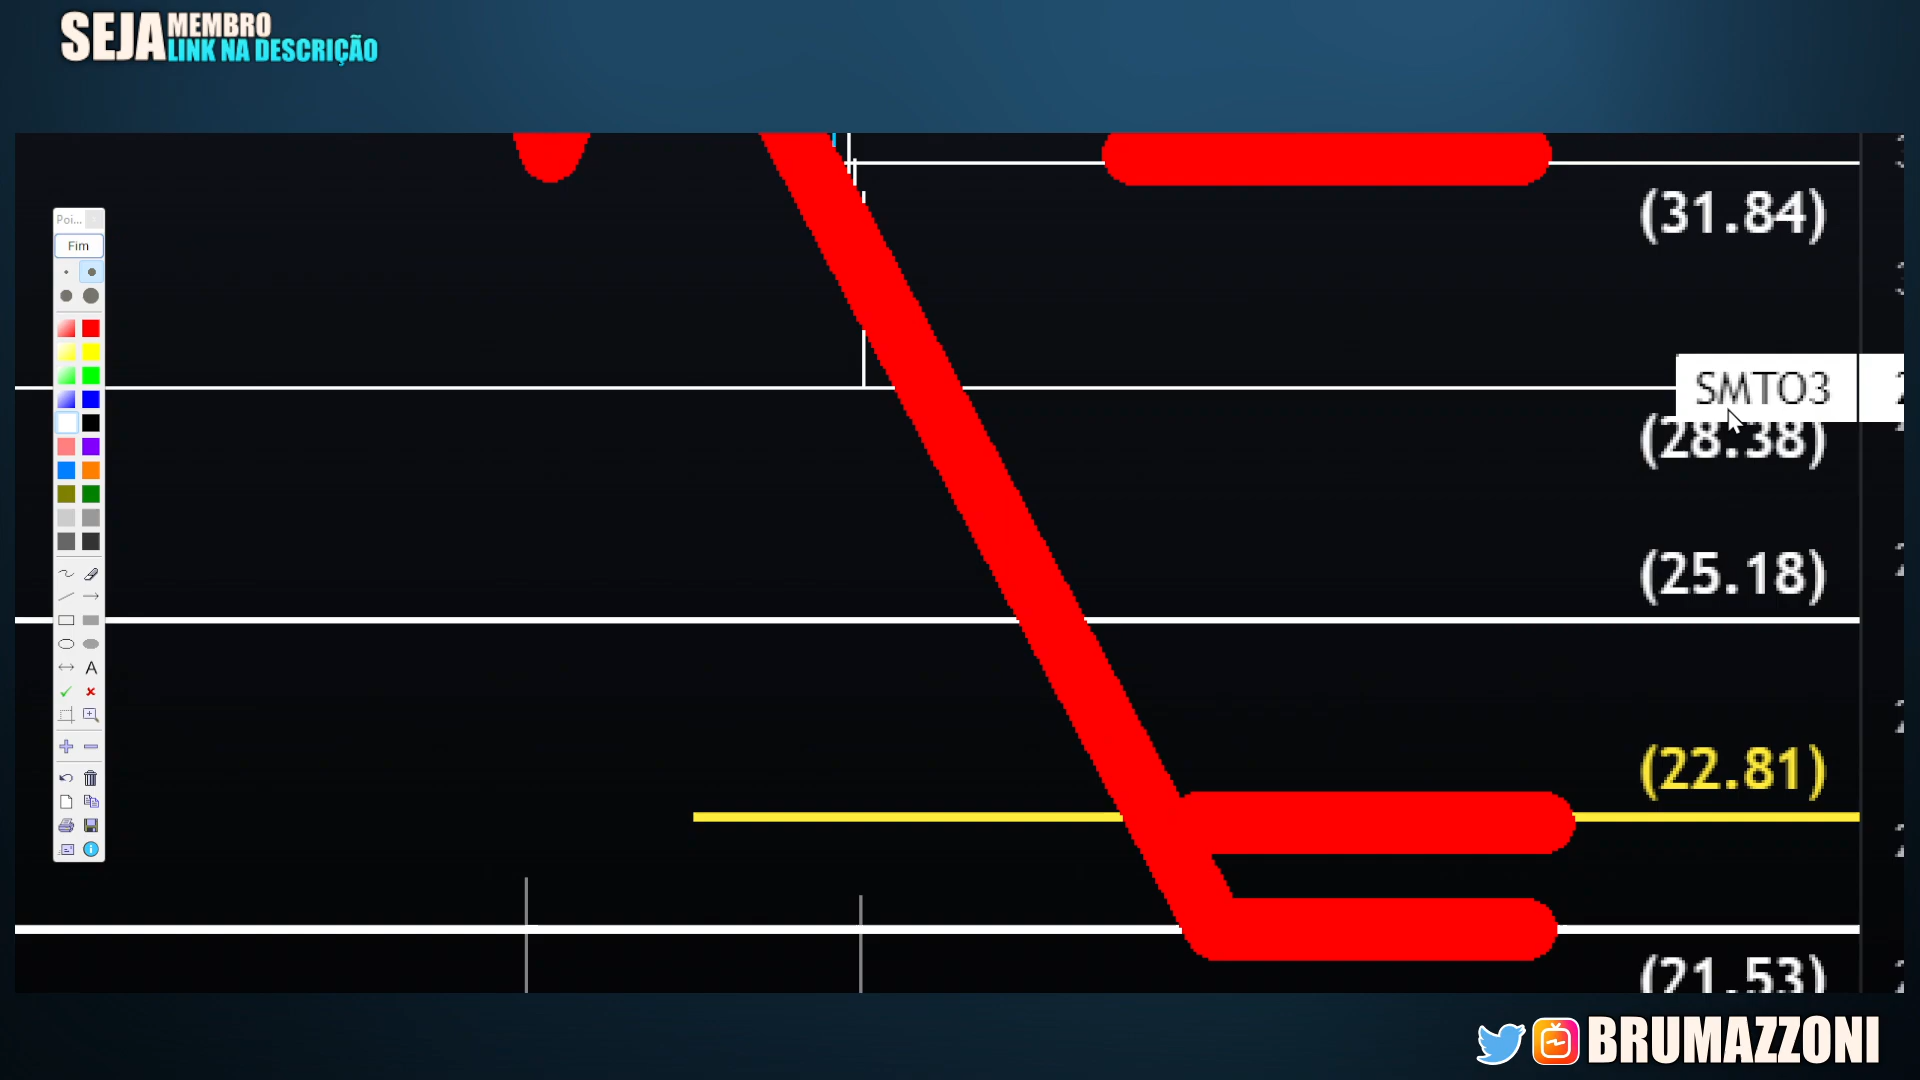 SEJA MEMBRO
LINK NA DESCRIÇÃO
Poi...
Fim
(31.84)
SMTO3
(28.38)
(25.18)
A
(22.81)
(21.53)
BRUMAZZONI